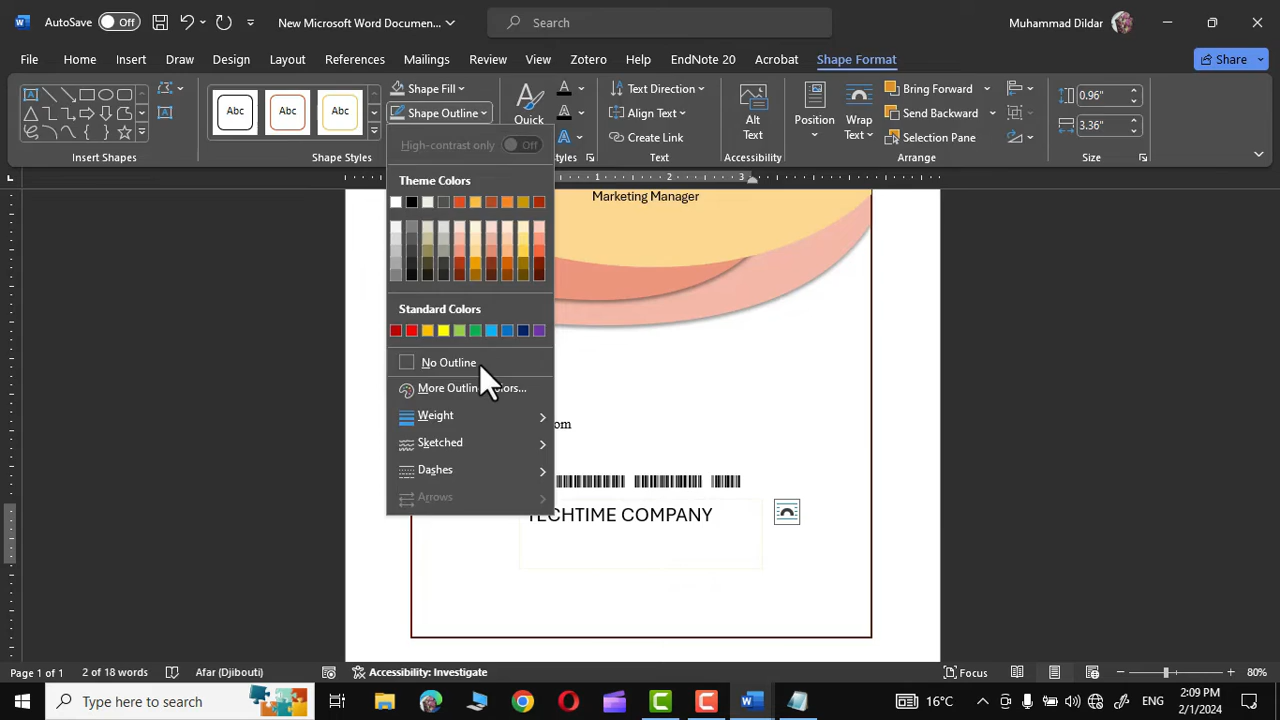 AutoSave Off New Microsoft Word Documen... Search Muhammad Dildar
File Home Insert Draw Design Layout References Mailings Review View Zotero Help EndNote 20 Acrobat Shape Format Share
Abc Abc Abc
Shape Fill
Shape Outline
Quick
Text Direction
Align Text
Create Link
Alt
Text
Position
Wrap
Text
Bring Forward
Send Backward
Selection Pane
0.96"
3.36"
Insert Shapes Shape Styles Text Accessibility Arrange Size
High-contrast only Off
Theme Colors
Standard Colors
No Outline
Weight
Sketched
Dashes
Arrows
1 2 3
Marketing Manager
COMPANY
Page 1 of 1 2 of 18 words Afar (Djibouti) Accessibility: Investigate Focus 80%
Type here to search 16°C ENG 2:09 PM
2/1/2024